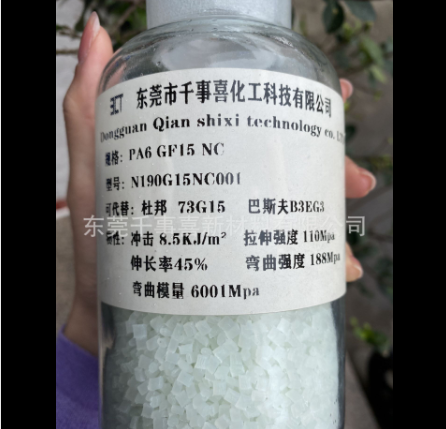 BCT 东莞市千事喜化工科技有限公司
Dongguan Qian shixi technology co.
规格: PA6 GF15 NC
型号: N190G15NC001
可代替: 杜邦 73G15 巴斯夫B3EG3
物性: 冲击 8.5KJ/m² 拉伸强度 110Mpa
伸长率45% 弯曲强度 188Mpa
弯曲模量 6001Mpa